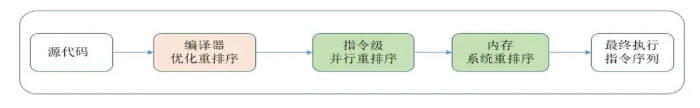 源代码
编译器
优化重排序
指令级
并行重排序
内存
系统重排序
最终执行
指令序列